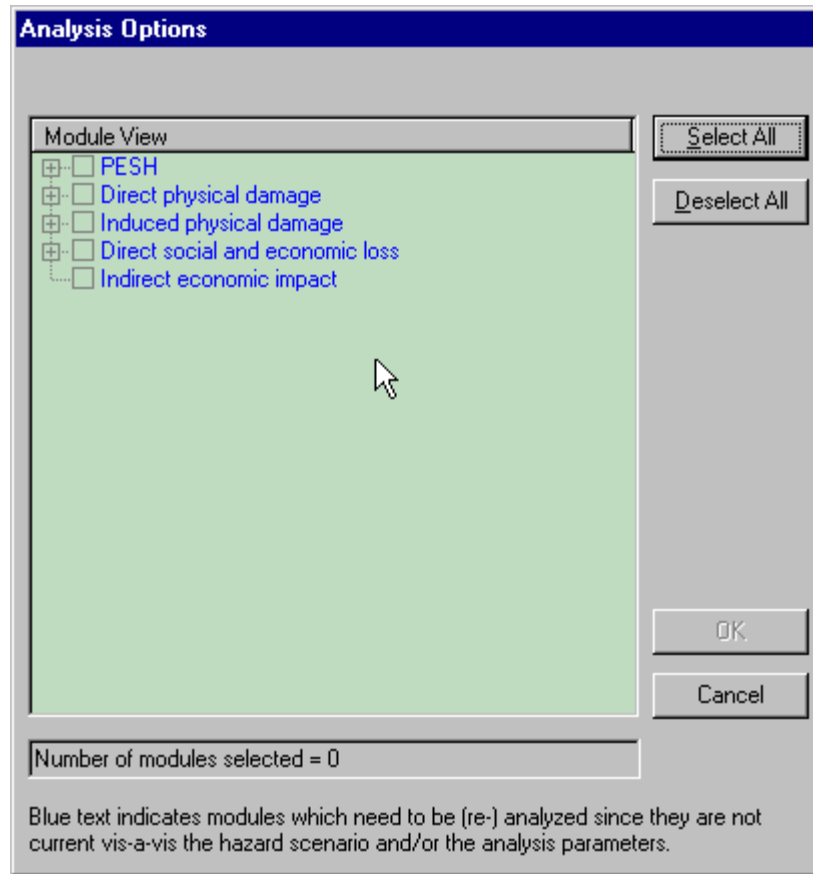 Analysis Options
Module View
PESH
Direct physical damage
Induced physical damage
Direct social and economic loss
Indirect economic impact
Select All
Deselect All
OK
Cancel
Number of modules selected = 0
Blue text indicates modules which need to be (re-) analyzed since they are not
current vis-a-vis the hazard scenario and/or the analysis parameters.